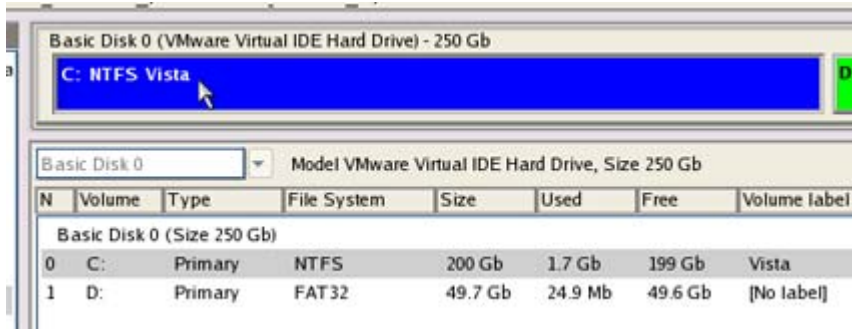 Basic Disk 0 (VMware Virtual IDE Hard Drive) - 250 Gb
C: NTFS Vista D
Basic Disk 0 Model VMware Virtual IDE Hard Drive, Size 250 Gb
N Volume Type File System Size Used Free Volume label
Basic Disk 0 (Size 250 Gb)
0 C: Primary NTFS 200 Gb 1.7 Gb 199 Gb Vista
1 D: Primary FAT32 49.7 Gb 24.9 Mb 49.6 Gb [No label]